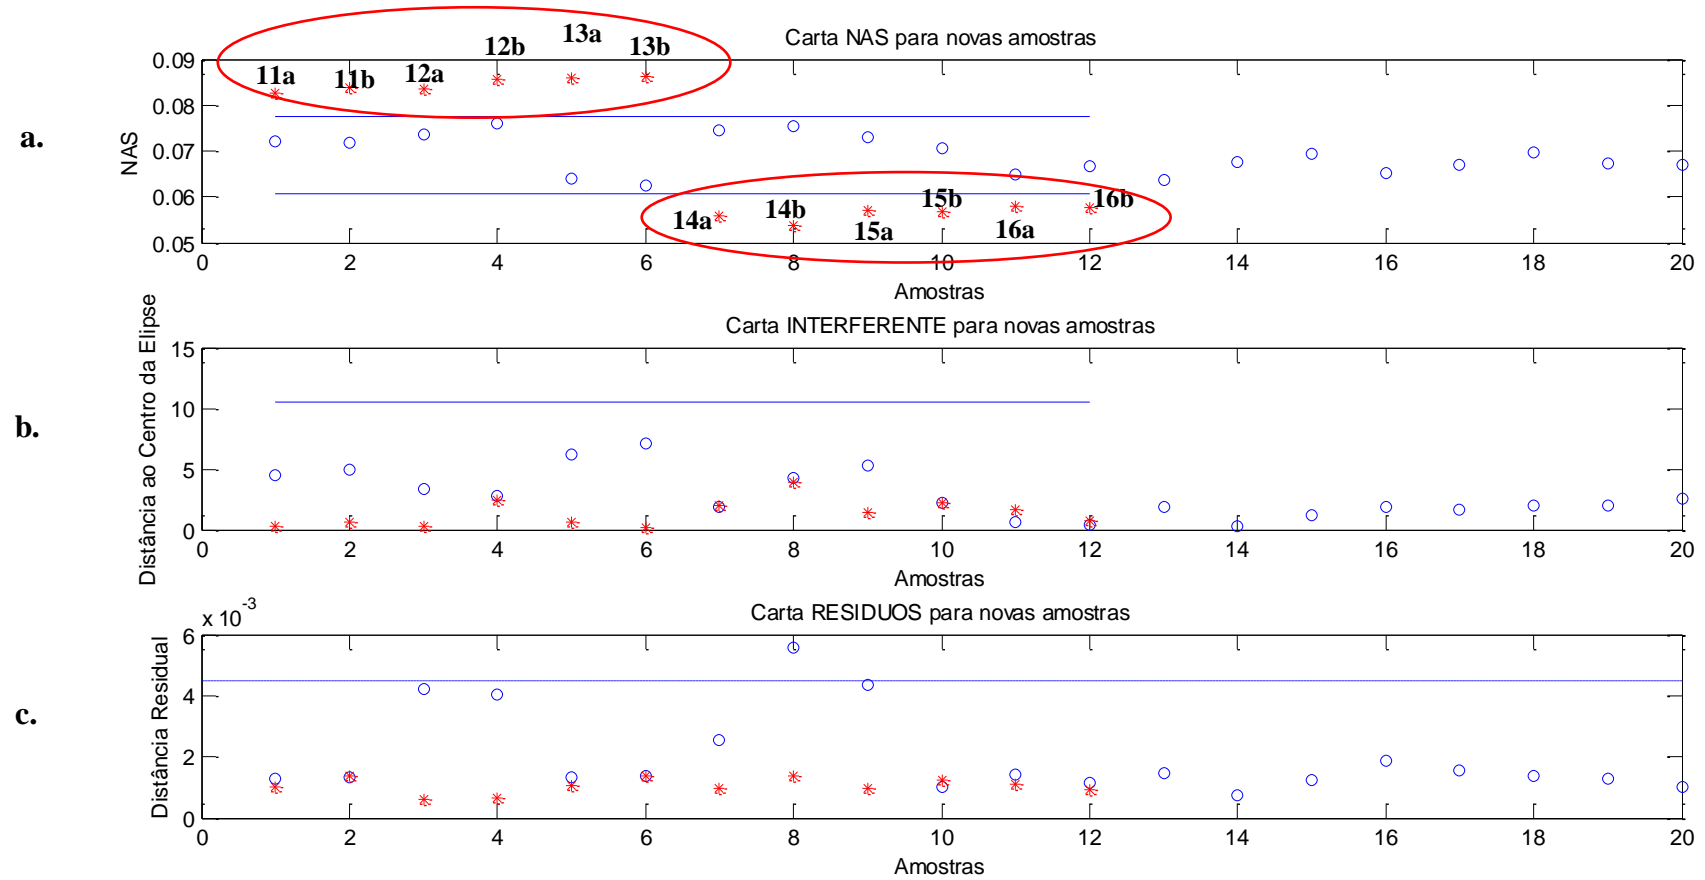 Carta NAS para novas amostras
a.
NAS
0.09
0.08
0.07
0.06
0.05
11a
11b
12a
12b
13a
13b
14a
14b
15a
15b
16a
16b
0 2 4 6 8 10 12 14 16 18 20
Amostras
Carta INTERFERENTE para novas amostras
b.
Distância ao Centro da Elipse
15
10
5
0
0 2 4 6 8 10 12 14 16 18 20
Amostras
Carta RESIDUOS para novas amostras
c.
Distância Residual
x 10^-3
6
4
2
0
0 2 4 6 8 10 12 14 16 18 20
Amostras